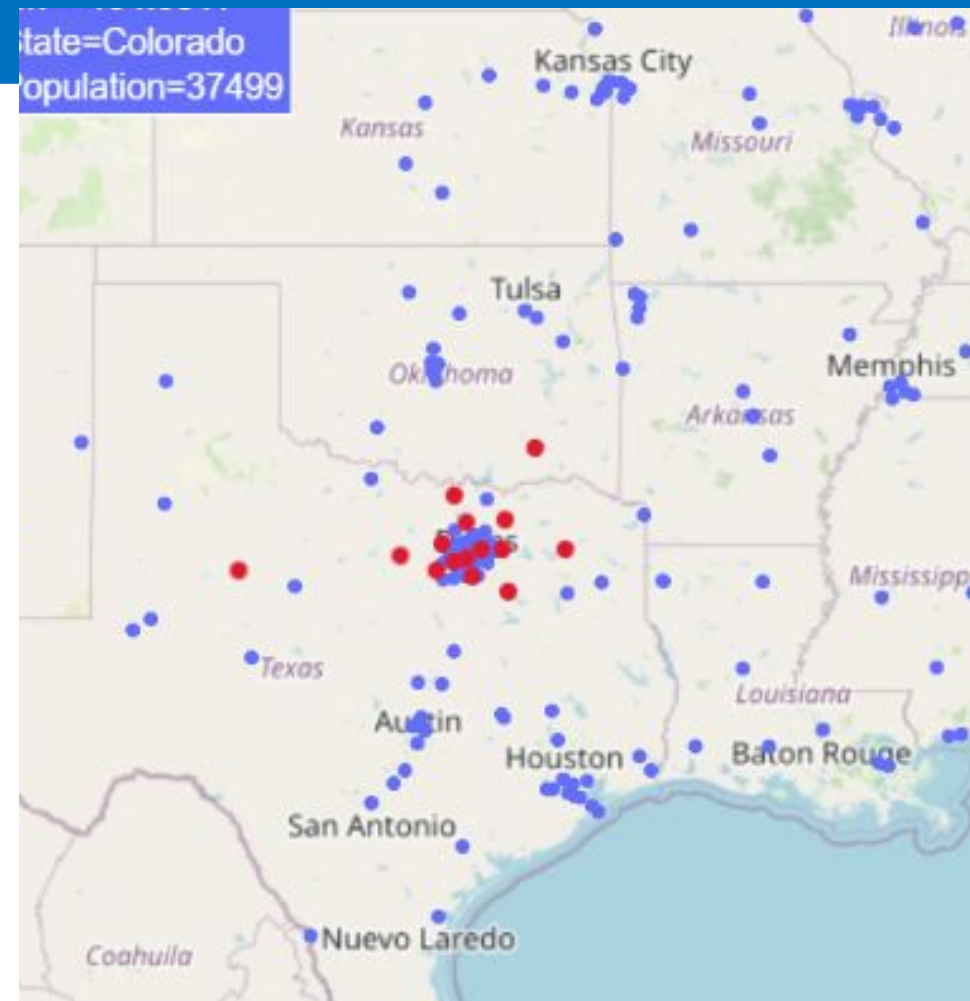 State=Colorado
Population=37499
Illinois
Kansas City
Kansas
Missouri
Tulsa
Oklahoma
Memphis
Arkansas
Mississipp
Texas
Louisiana
Austin
Houston
Baton Rouge
San Antonio
Nuevo Laredo
Coahuila